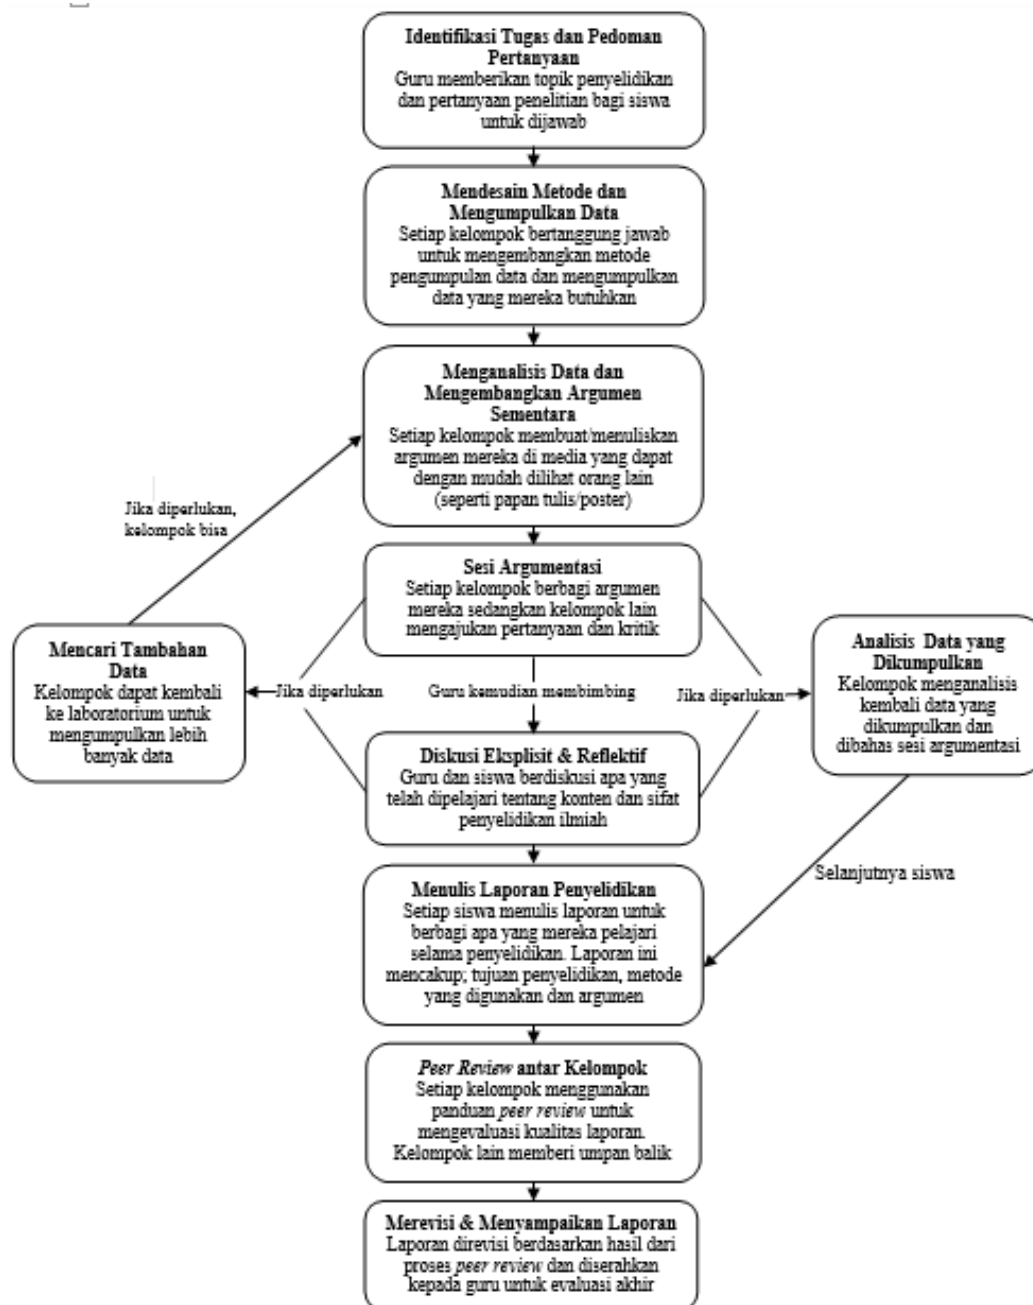 Identifikasi Tugas dan Pedoman
Pertanyaan
Guru memberikan topik penyelidikan
dan pertanyaan penelitian bagi siswa
untuk dijawab
Mendesain Metode dan
Mengumpulkan Data
Setiap kelompok bertanggung jawab
untuk mengembangkan metode
pengumpulan data dan mengumpulkan
data yang mereka butuhkan
Menganalisis Data dan
Mengembangkan Argumen
Sementara
Setiap kelompok membuat/menuliskan
argumen mereka di media yang dapat
dengan mudah dilihat orang lain
(seperti papan tulis/poster)
Jika diperlukan,
kelompok bisa
Sesi Argumentasi
Setiap kelompok berbagi argumen
mereka sedangkan kelompok lain
mengajukan pertanyaan dan kritik
Mencari Tambahan
Data
Kelompok dapat kembali
ke laboratorium untuk
mengumpulkan lebih
banyak data
Jika diperlukan
Guru kemudian membimbing
Jika diperlukan
Analisis Data yang
Dikumpulkan
Kelompok menganalisis
kembali data yang
dikumpulkan dan
dibahas sesi argumentasi
Diskusi Eksplisit & Reflektif
Guru dan siswa berdiskusi apa yang
telah dipelajari tentang konten dan sifat
penyelidikan ilmiah
Selanjutnya siswa
Menulis Laporan Penyelidikan
Setiap siswa menulis laporan untuk
berbagi apa yang mereka pelajari
selama penyelidikan. Laporan ini
mencakup; tujuan penyelidikan, metode
yang digunakan dan argumen
Peer Review antar Kelompok
Setiap kelompok menggunakan
panduan peer review untuk
mengevaluasi kualitas laporan.
Kelompok lain memberi umpan balik
Merevisi & Menyampaikan Laporan
Laporan direvisi berdasarkan hasil dari
proses peer review dan diserahkan
kepada guru untuk evaluasi akhir